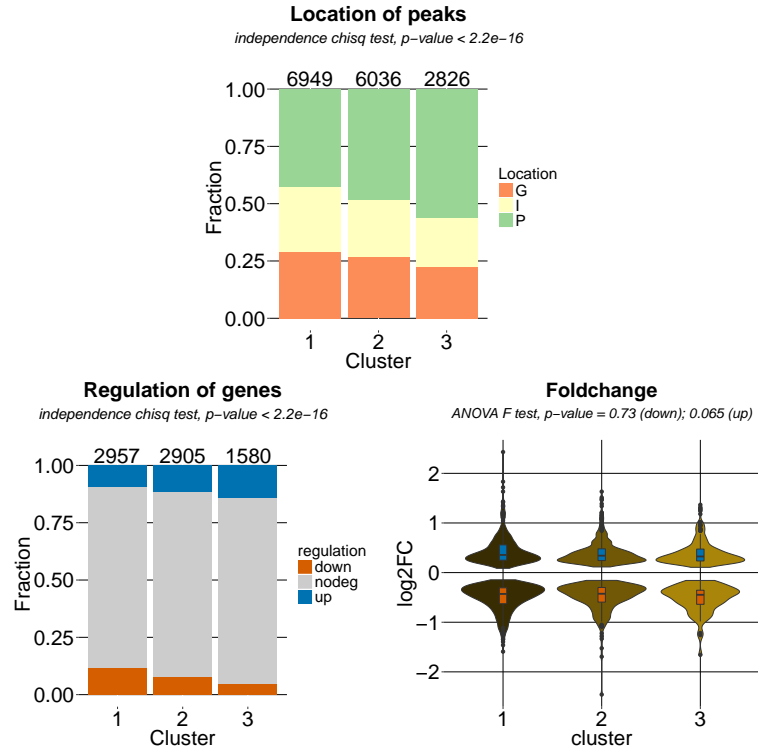 Location of peaks
independence chisq test, p−value < 2.2e−16
6949 6036 2826
1.00
0.75
0.50
0.25
0.00
Fraction
1 2 3
Cluster
Location
G
I
P
Regulation of genes
independence chisq test, p−value < 2.2e−16
2957 2905 1580
1.00
0.75
0.50
0.25
0.00
Fraction
1 2 3
Cluster
regulation
down
nodeg
up
Foldchange
ANOVA F test, p−value = 0.73 (down); 0.065 (up)
2
1
0
−1
−2
log2FC
1 2 3
cluster